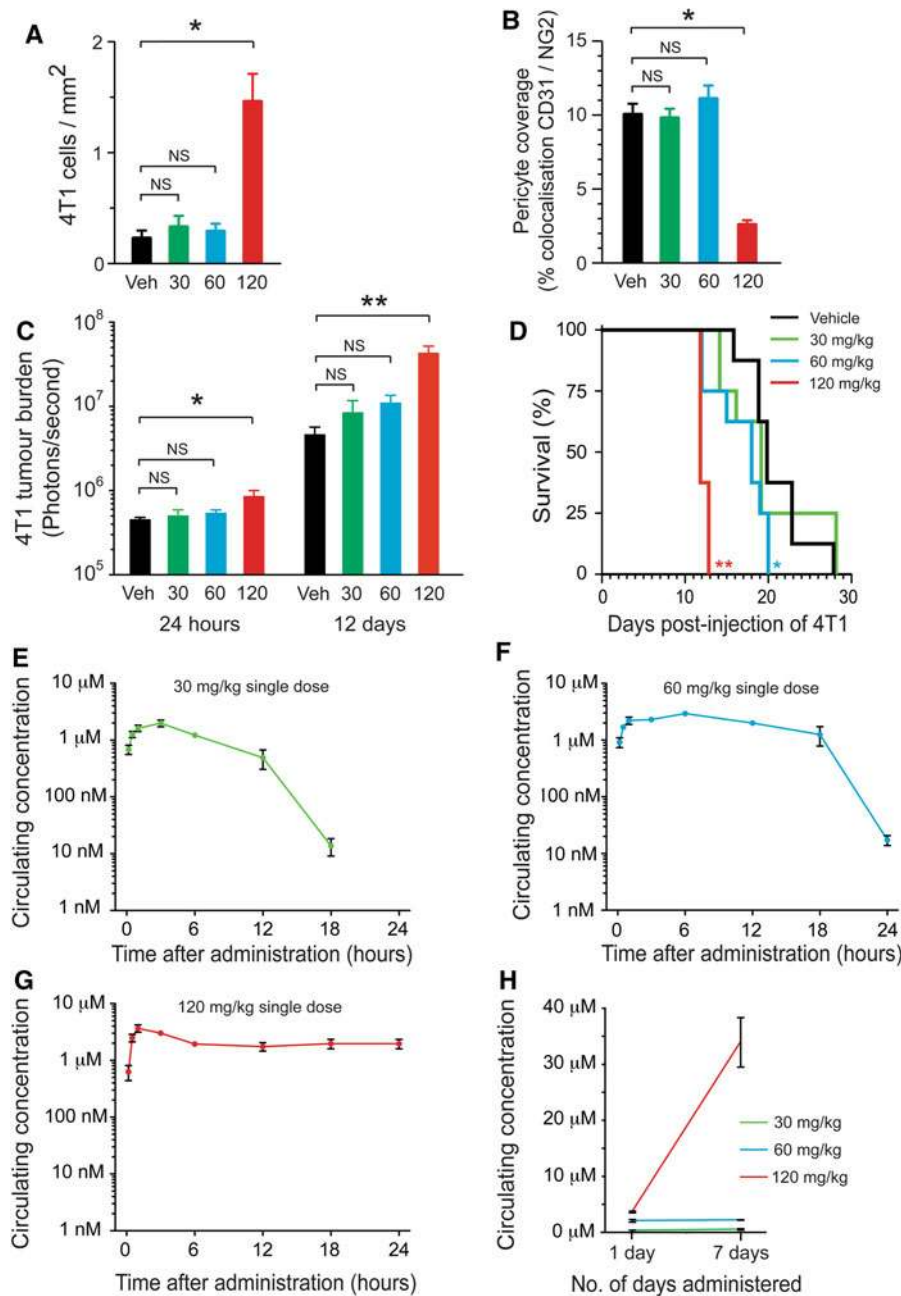 A
4T1 cells / mm2
2
1
0
*
NS
NS
Veh 30 60 120
B
Pericyte coverage
(% colocalisation CD31 / NG2)
15
10
5
0
*
NS
NS
Veh 30 60 120
C
4T1 tumour burden
(Photons/second)
108
107
106
105
*
NS
NS
**
NS
NS
Veh 30 60 120 Veh 30 60 120
24 hours 12 days
D
Survival (%)
100
75
50
25
0
Vehicle
30 mg/kg
60 mg/kg
120 mg/kg
** *
0 10 20 30
Days post-injection of 4T1
E
Circulating concentration
10 μM
1 μM
100 nM
10 nM
1 nM
30 mg/kg single dose
0 6 12 18 24
Time after administration (hours)
F
Circulating concentration
10 μM
1 μM
100 nM
10 nM
1 nM
60 mg/kg single dose
0 6 12 18 24
Time after administration (hours)
G
Circulating concentration
10 μM
1 μM
100 nM
10 nM
1 nM
120 mg/kg single dose
0 6 12 18 24
Time after administration (hours)
H
Circulating concentration
40 μM
30 μM
20 μM
10 μM
0 μM
30 mg/kg
60 mg/kg
120 mg/kg
1 day 7 days
No. of days administered